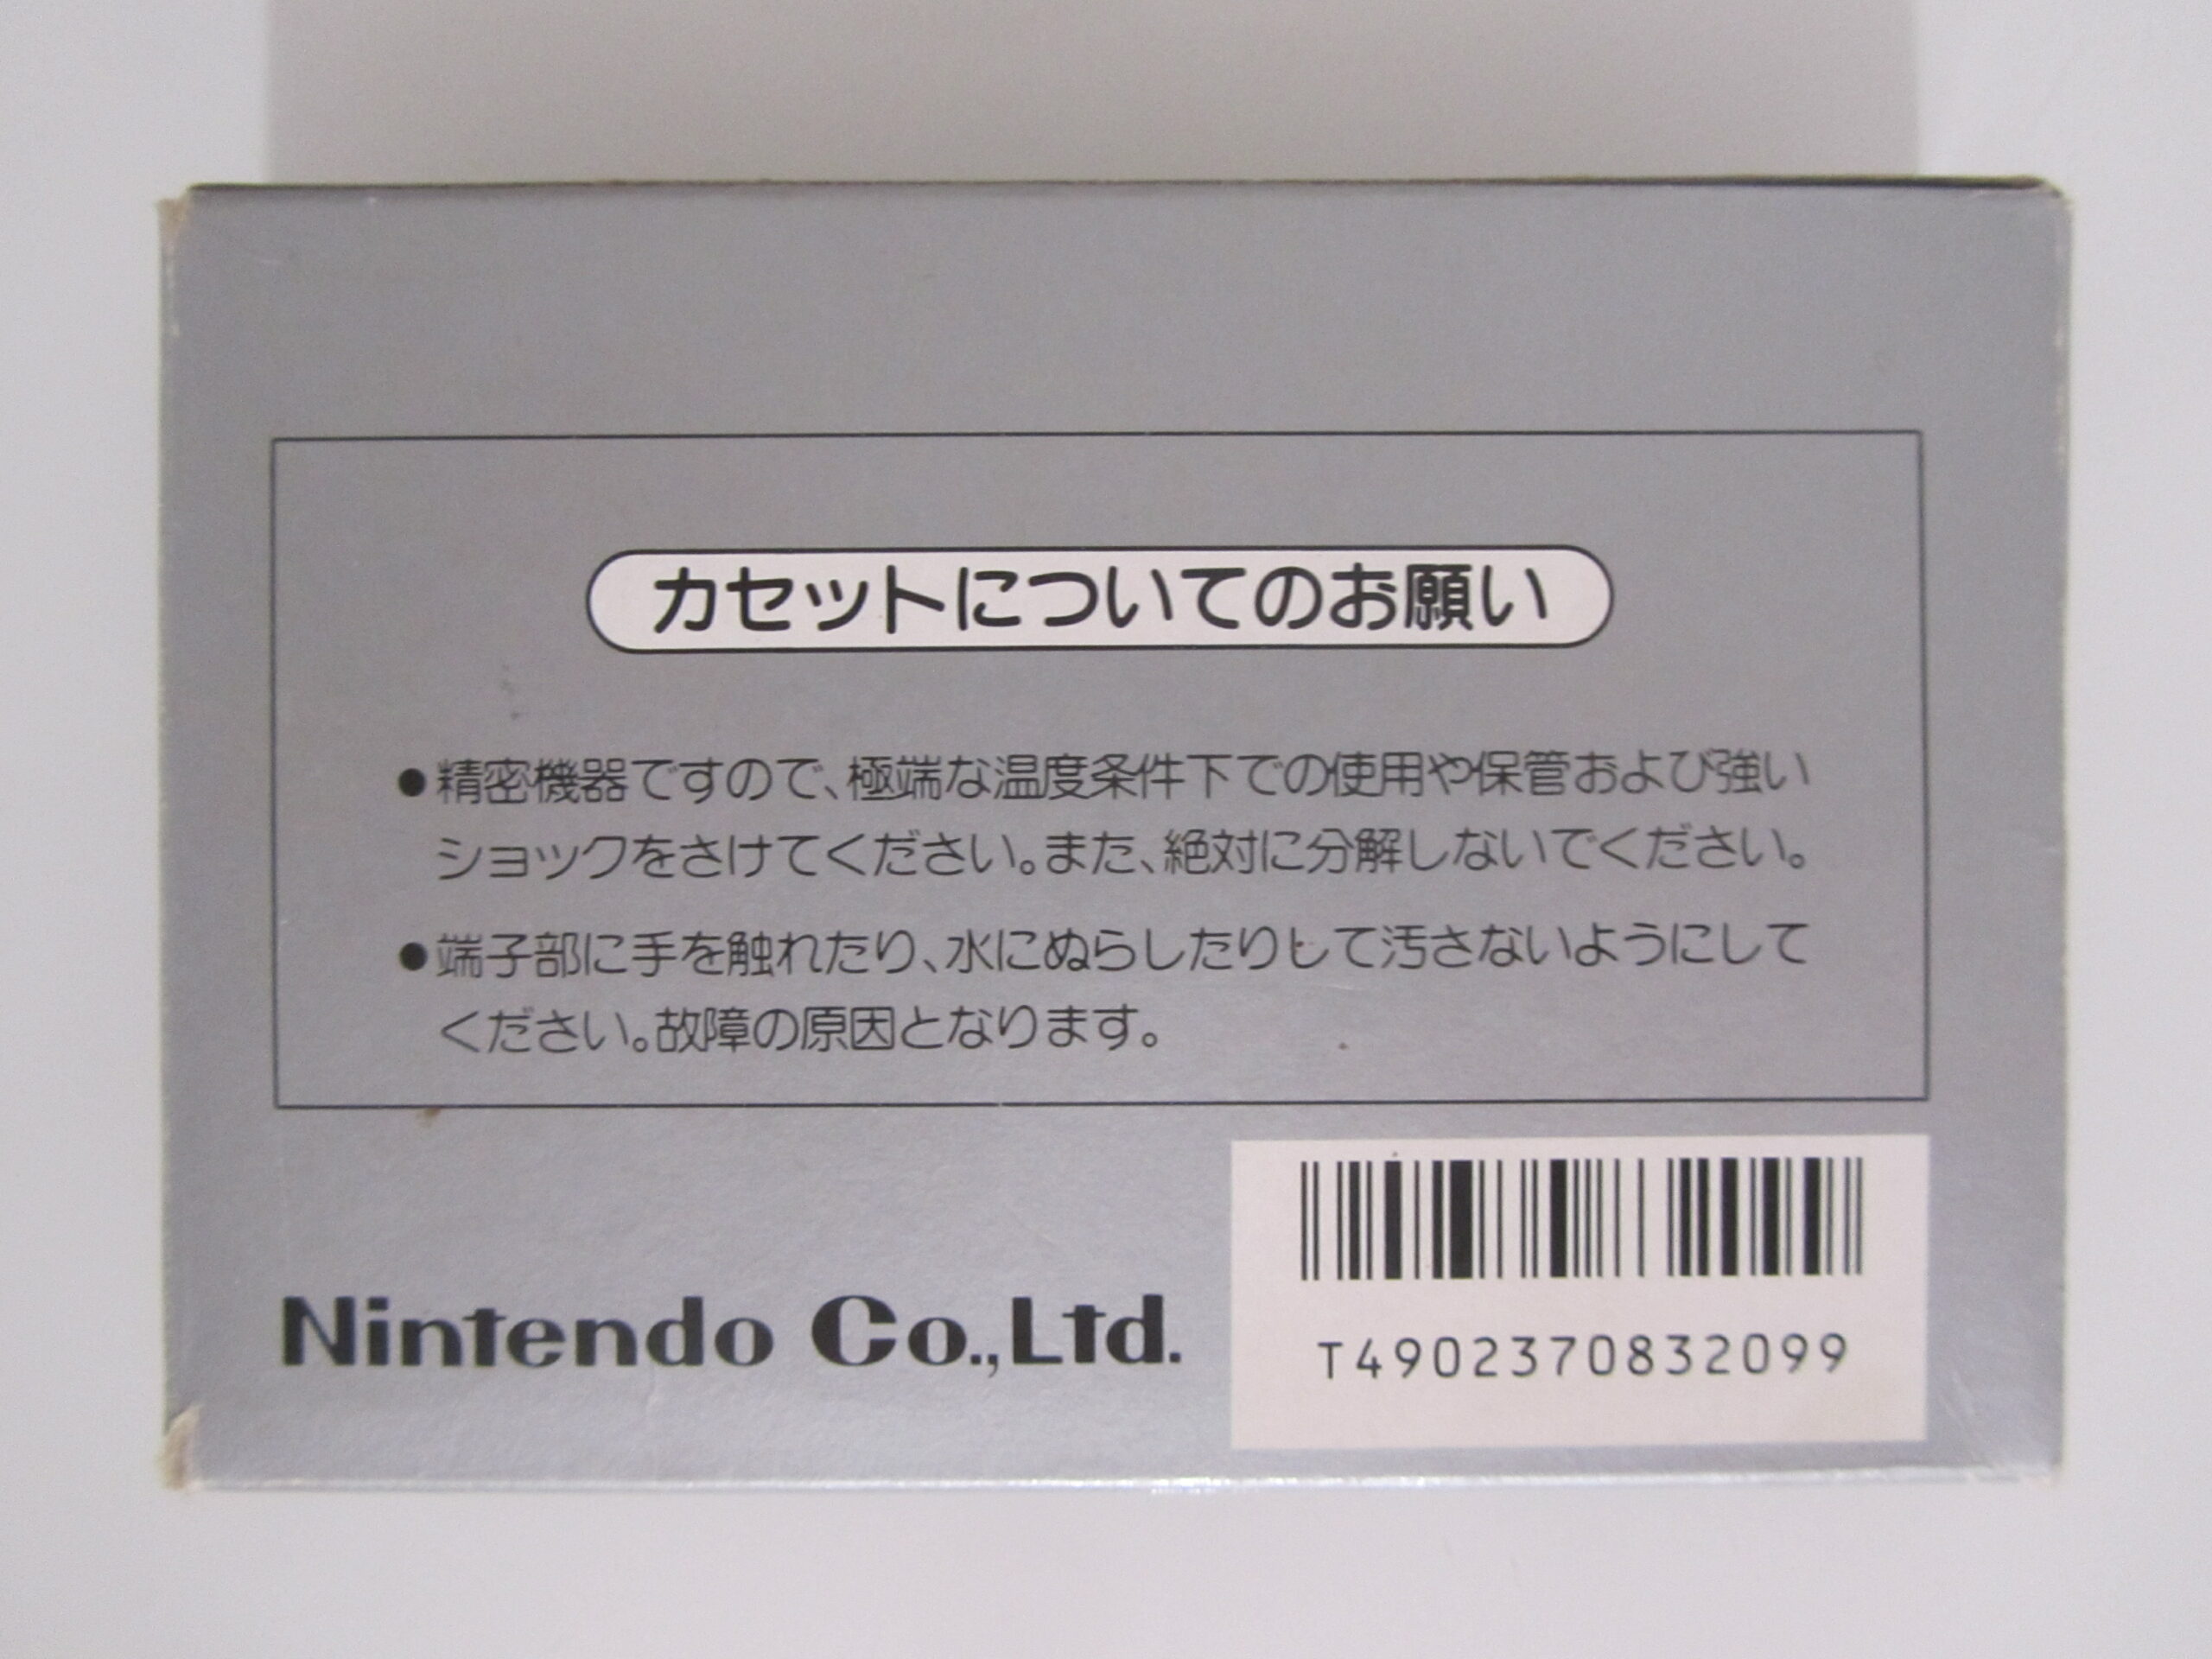 カセットについてのお願い
●精密機器ですので、極端な温度条件下での使用や保管および強い
ショックをさけてください。また、絶対に分解しないでください。
●端子部に手を触れたり、水にぬらしたりして汚さないようにして
ください。故障の原因となります。
Nintendo Co.,Ltd.
T4902370832099